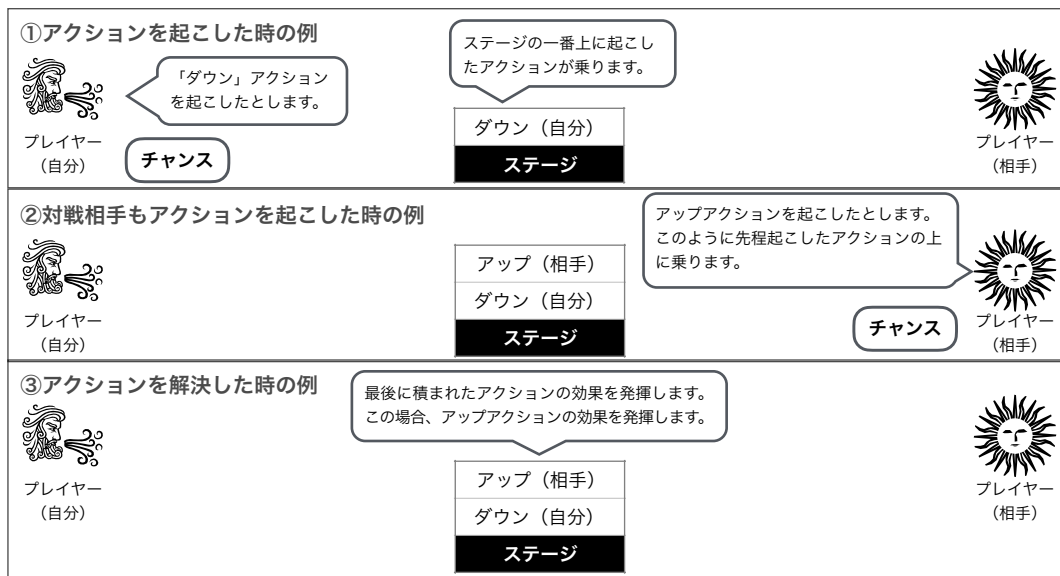 ①アクションを起こした時の例
「ダウン」アクション
を起こしたとします。
ステージの一番上に起こし
たアクションが乗ります。
プレイヤー
（自分）
チャンス
ダウン（自分）
ステージ
プレイヤー
（相手）
②対戦相手もアクションを起こした時の例
アップアクションを起こしたとします。
このように先程起こしたアクションの上
に乗ります。
プレイヤー
（自分）
アップ（相手）
ダウン（自分）
ステージ
チャンス
プレイヤー
（相手）
③アクションを解決した時の例
最後に積まれたアクションの効果を発揮します。
この場合、アップアクションの効果を発揮します。
プレイヤー
（自分）
アップ（相手）
ダウン（自分）
ステージ
プレイヤー
（相手）